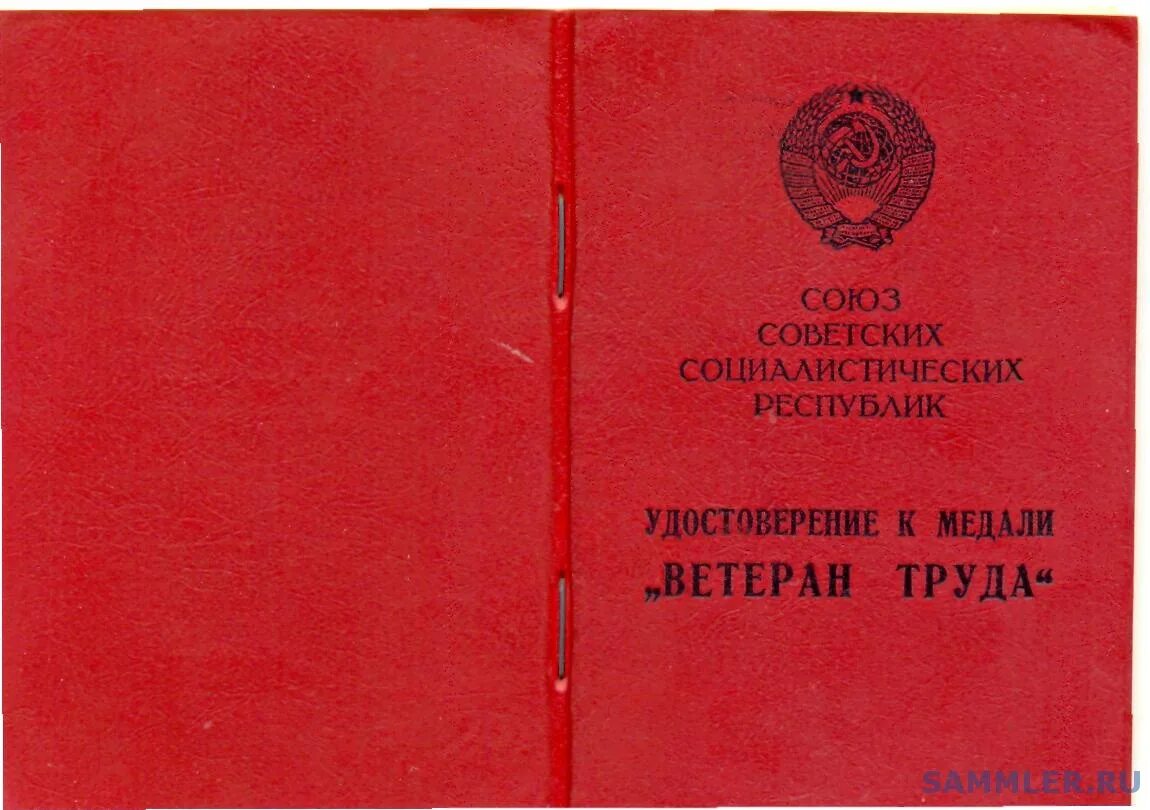 СОЮЗ
СОВЕТСКИХ
СОЦИАЛИСТИЧЕСКИХ
РЕСПУБЛИК
УДОСТОВЕРЕНИЕ К МЕДАЛИ
„ВЕТЕРАН ТРУДА“
SAMMLER.RU